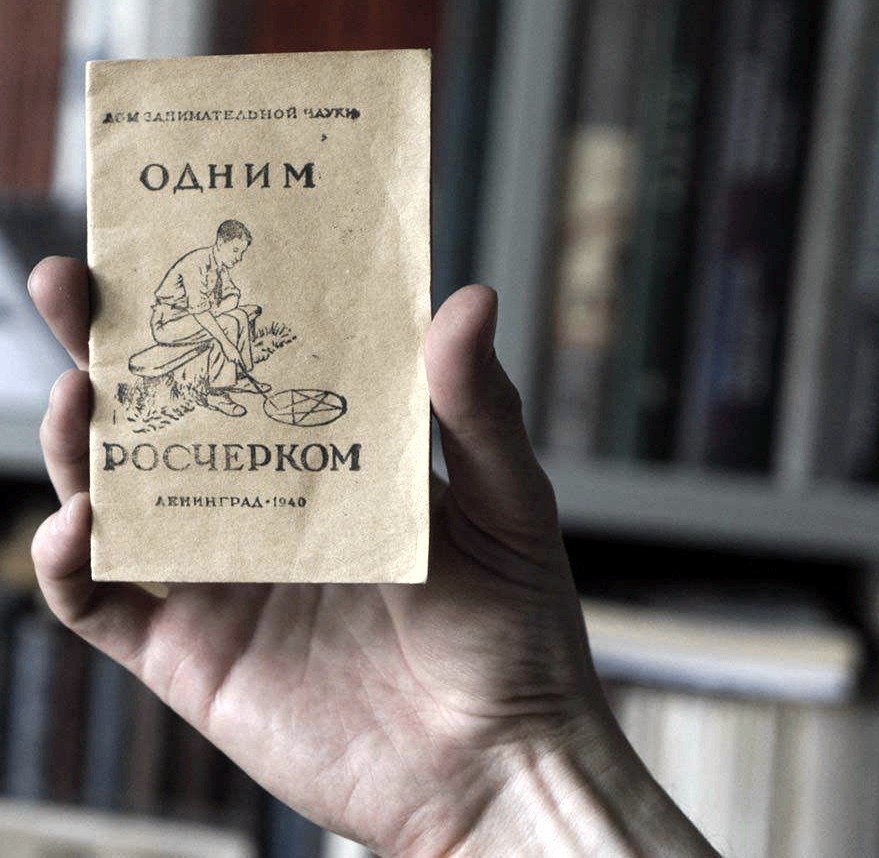 ДОМ ЗАНИМАТЕЛЬНОЙ НАУКИ
ОДНИМ
РОСЧЕРКОМ
ЛЕНИНГРАД • 1940